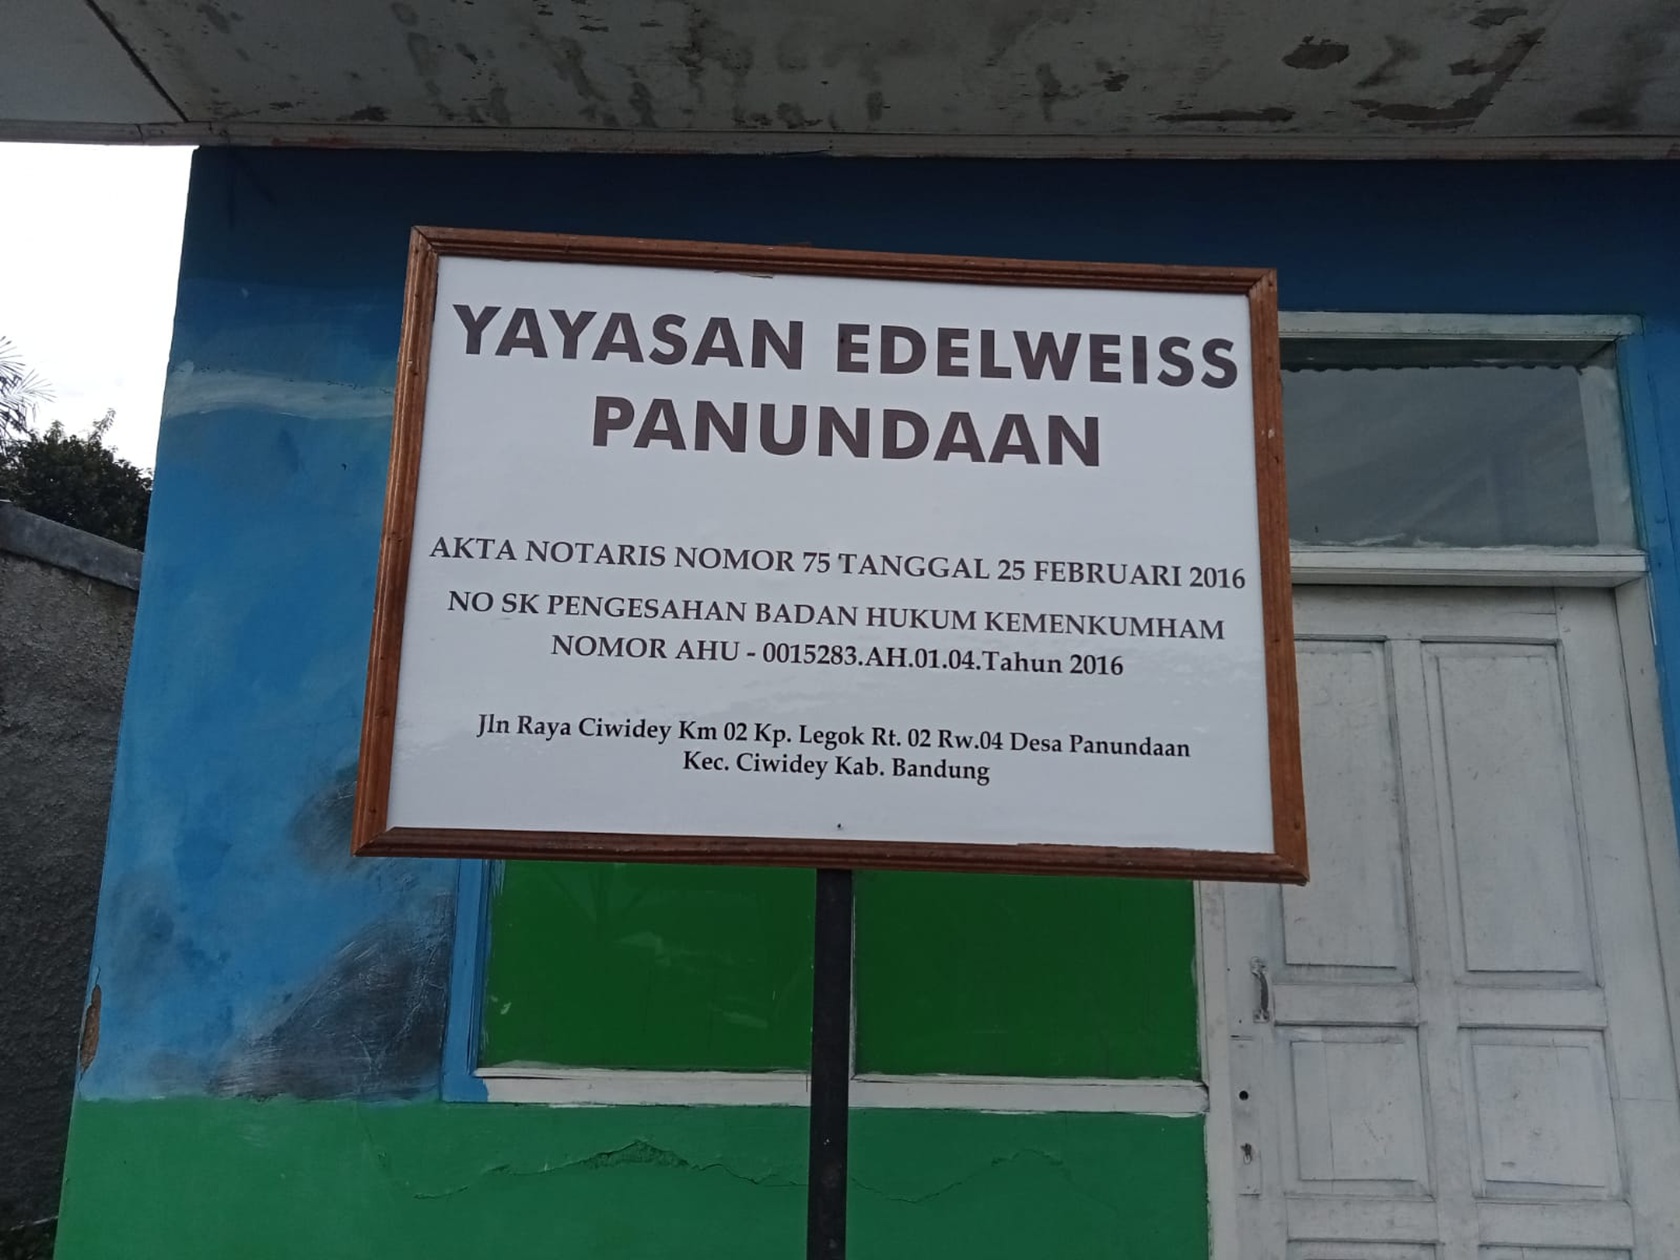 YAYASAN EDELWEISS
PANUNDAAN
AKTA NOTARIS NOMOR 75 TANGGAL 25 FEBRUARI 2016
NO SK PENGESAHAN BADAN HUKUM KEMENKUMHAM
NOMOR AHU - 0015283.AH.01.04.Tahun 2016
Jln Raya Ciwidey Km 02 Kp. Legok Rt. 02 Rw.04 Desa Panundaan
Kec. Ciwidey Kab. Bandung